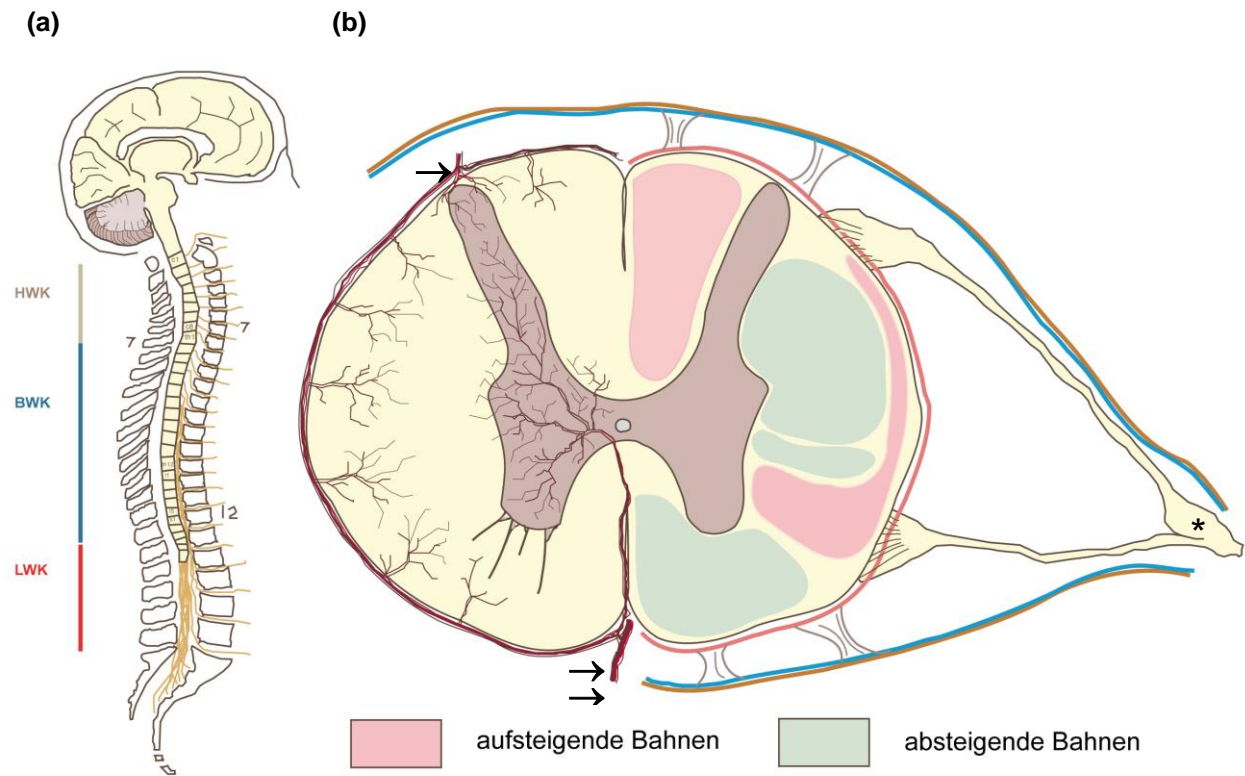 (a)
(b)
HWK
7
7
BWK
12
LWK
*
aufsteigende Bahnen
absteigende Bahnen